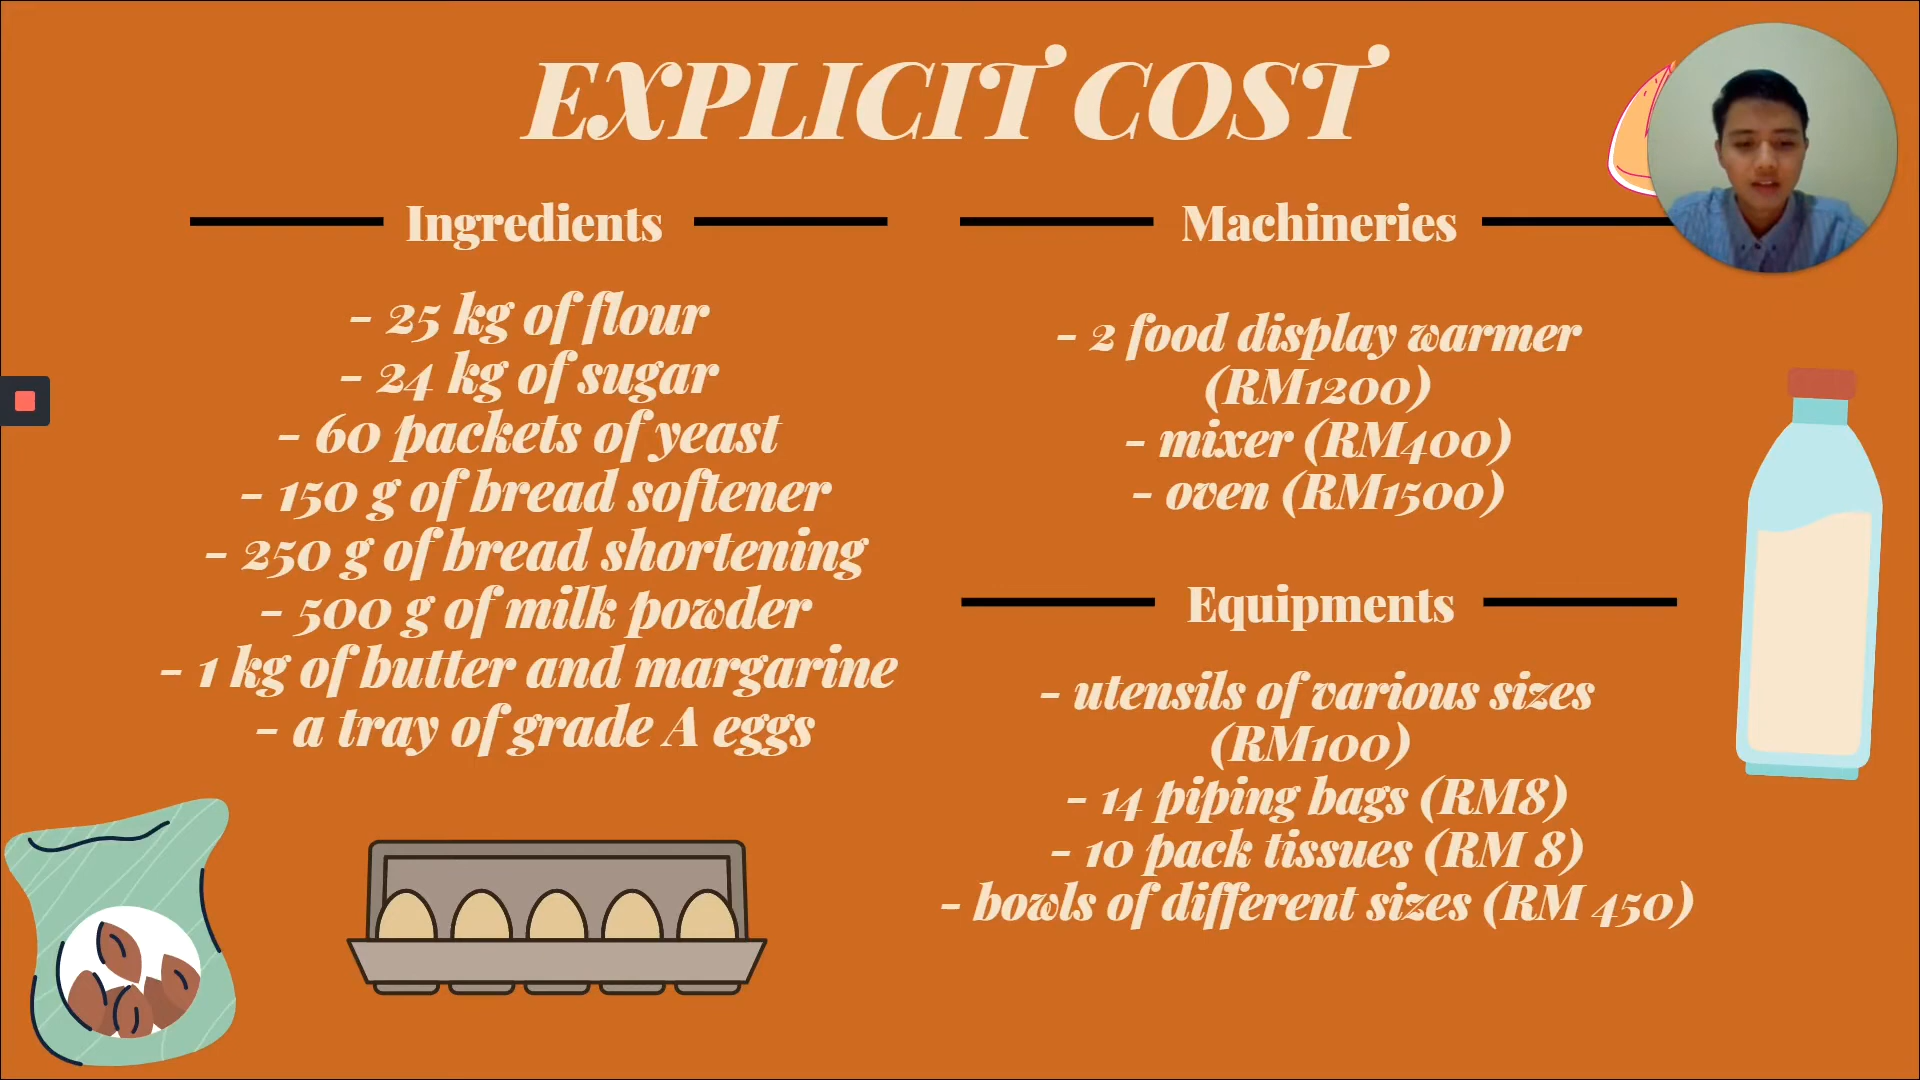 EXPLICIT COST
Ingredients
- 25 kg of flour
- 24 kg of sugar
- 60 packets of yeast
- 150 g of bread softener
- 250 g of bread shortening
- 500 g of milk powder
- 1 kg of butter and margarine
- a tray of grade A eggs
Machineries
- 2 food display warmer
(RM1200)
- mixer (RM400)
- oven (RM1500)
Equipments
- utensils of various sizes
(RM100)
- 14 piping bags (RM8)
- 10 pack tissues (RM 8)
- bowls of different sizes (RM 450)